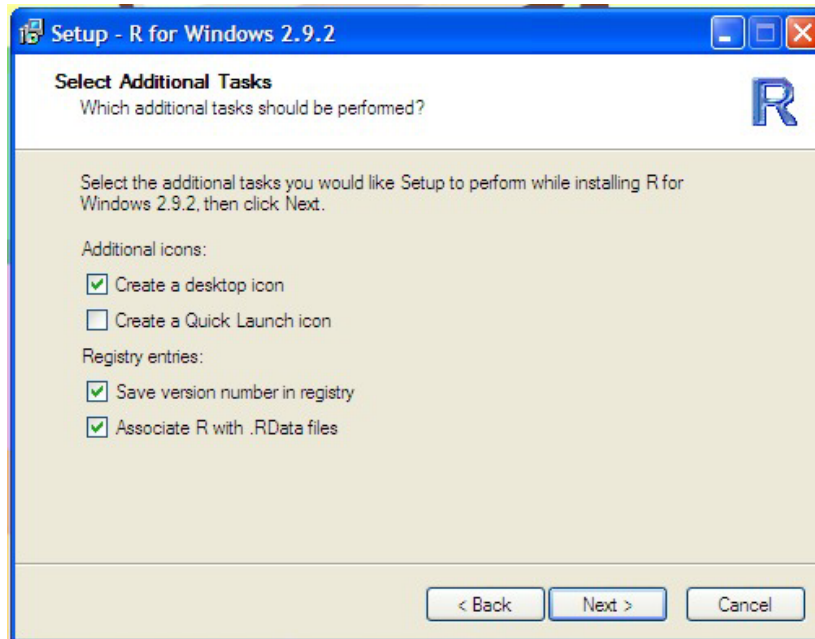 Setup - R for Windows 2.9.2
Select Additional Tasks
Which additional tasks should be performed?
R
Select the additional tasks you would like Setup to perform while installing R for
Windows 2.9.2, then click Next.
Additional icons:
Create a desktop icon
Create a Quick Launch icon
Registry entries:
Save version number in registry
Associate R with .RData files
< Back
Next >
Cancel